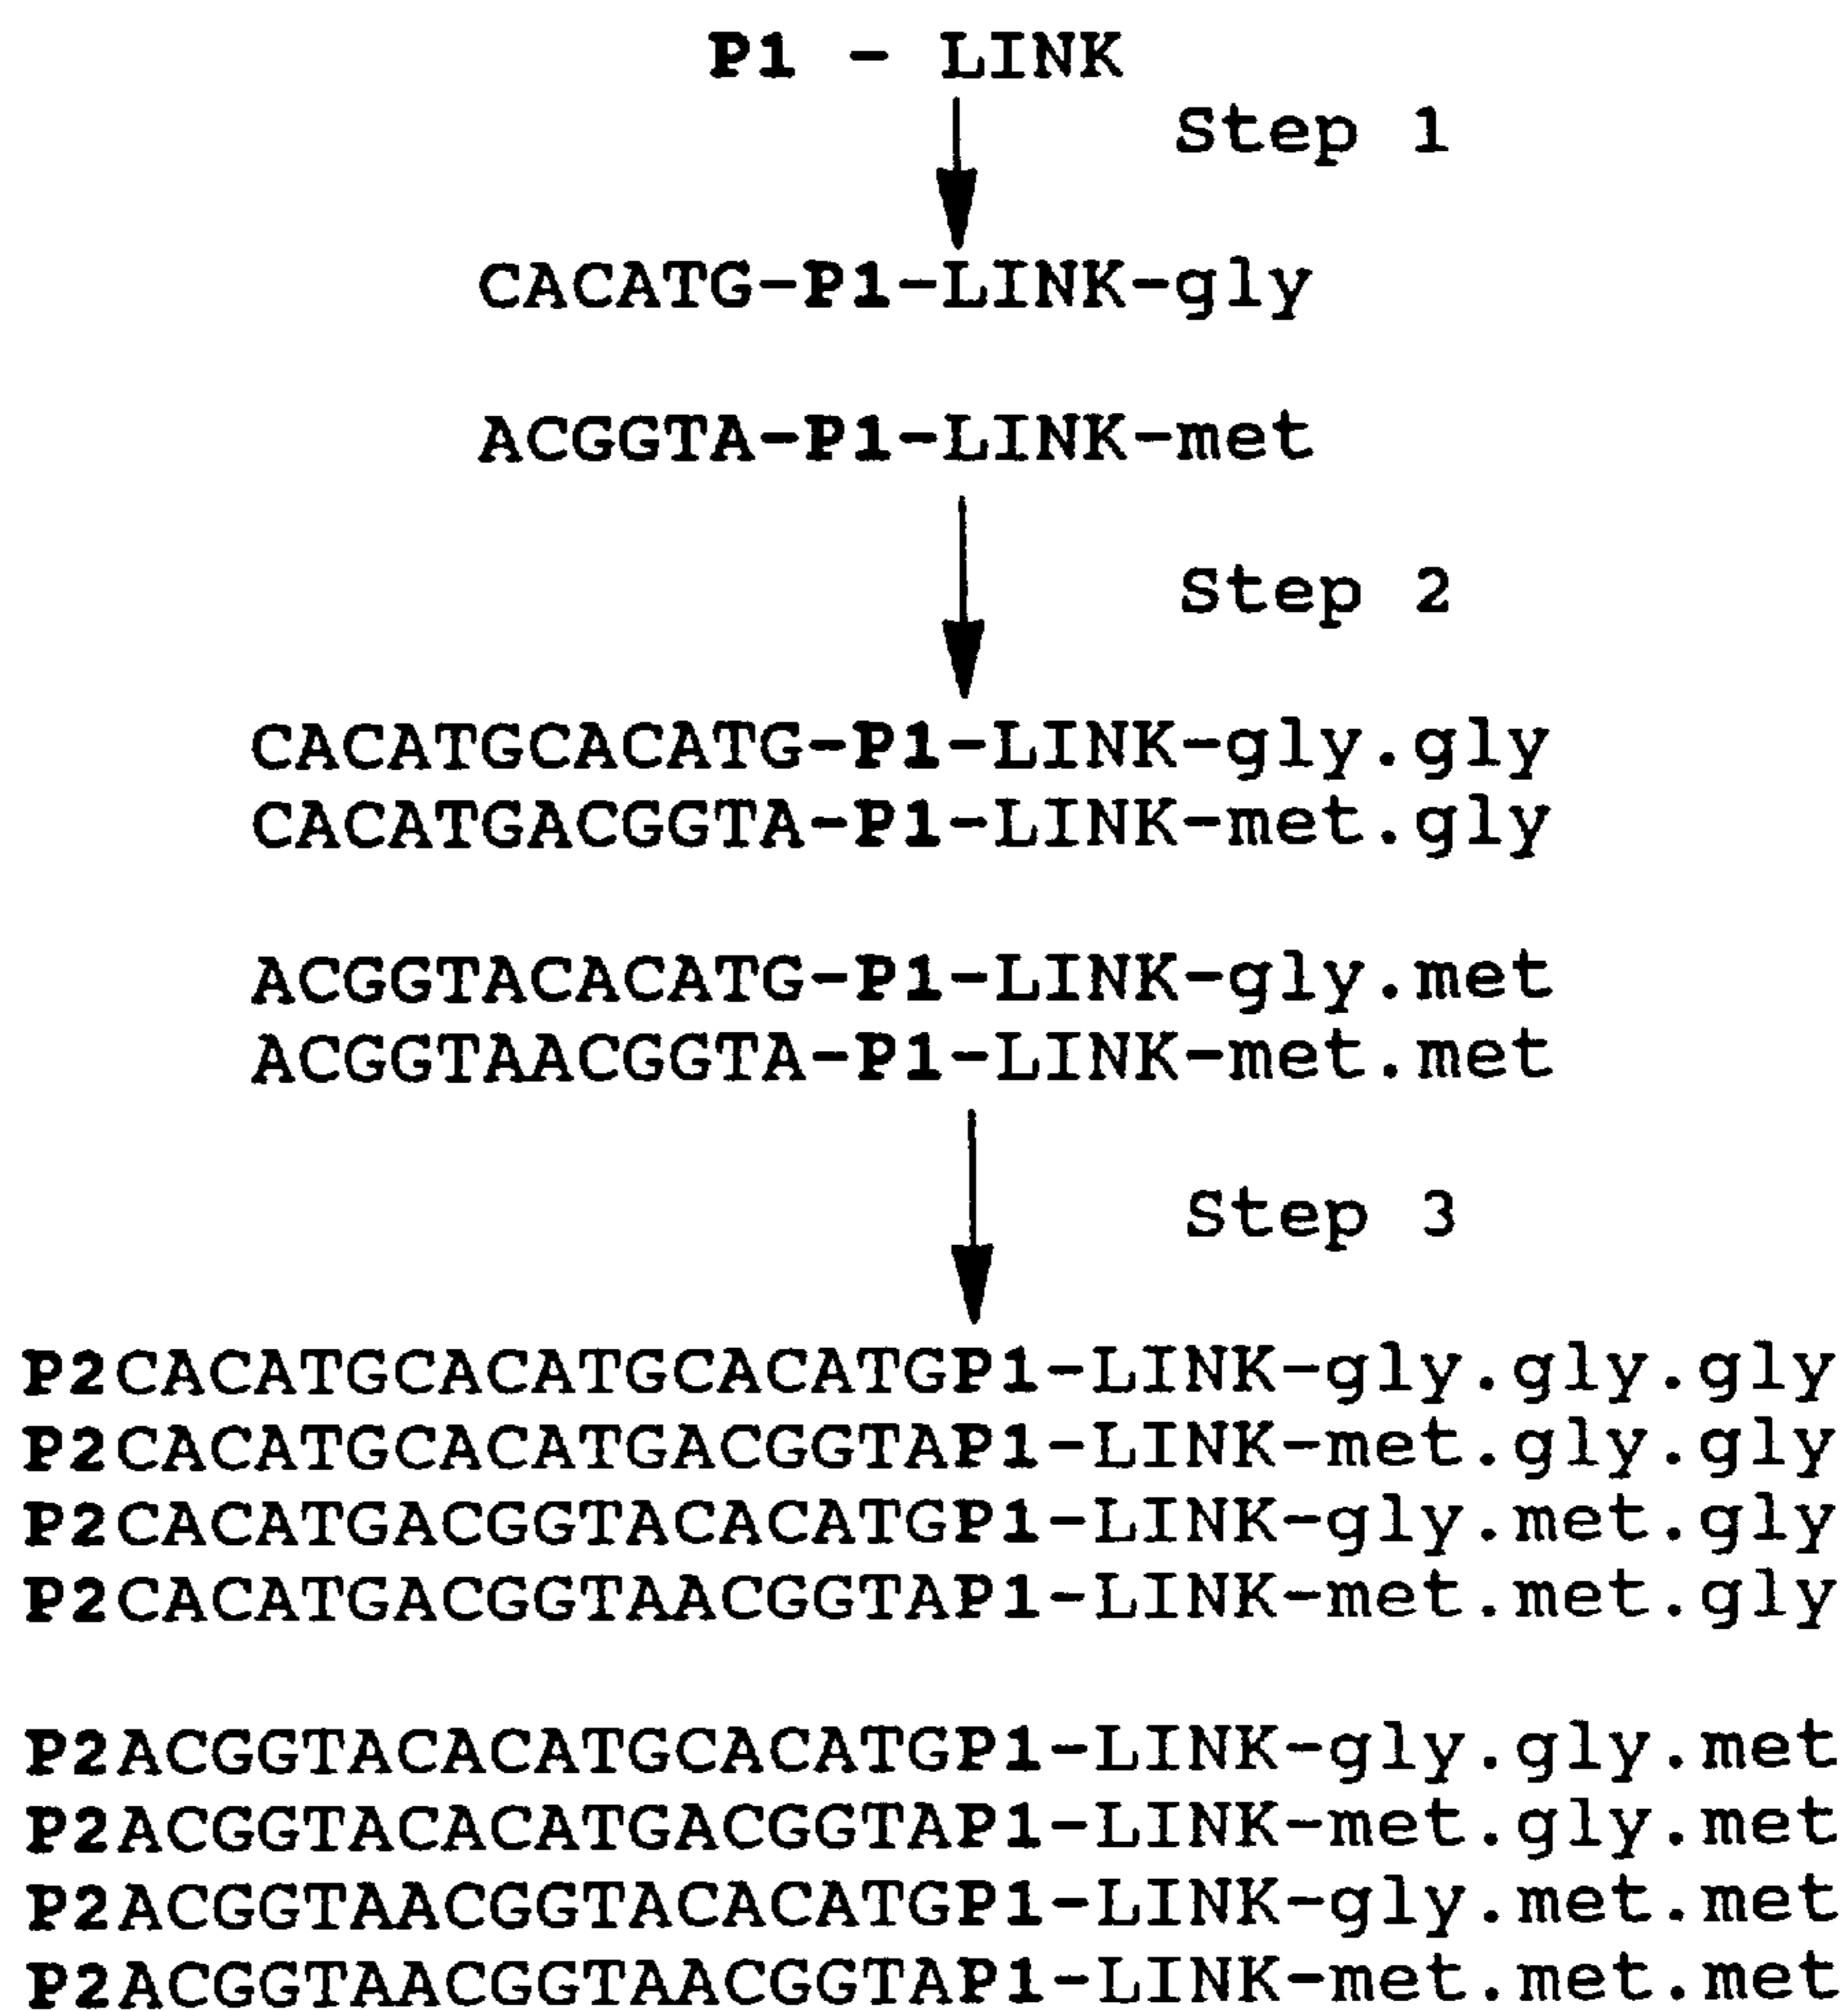 P1 - LINK
Step 1
CACATG-P1-LINK-gly
ACGGTA-P1-LINK-met
Step 2
CACATGCACATG-P1-LINK-gly.gly
CACATGACGGTA-P1-LINK-met.gly
ACGGTACACATG-P1-LINK-gly.met
ACGGTAACGGTA-P1-LINK-met.met
Step 3
P2CACATGCACATGCACATGP1-LINK-gly.gly.gly
P2CACATGCACATGACGGTAP1-LINK-met.gly.gly
P2CACATGACGGTACACATGP1-LINK-gly.met.gly
P2CACATGACGGTAACGGTAP1-LINK-met.met.gly
P2ACGGTACACATGCACATGP1-LINK-gly.gly.met
P2ACGGTACACATGACGGTAP1-LINK-met.gly.met
P2ACGGTAACGGTACACATGP1-LINK-gly.met.met
P2ACGGTAACGGTAACGGTAP1-LINK-met.met.met